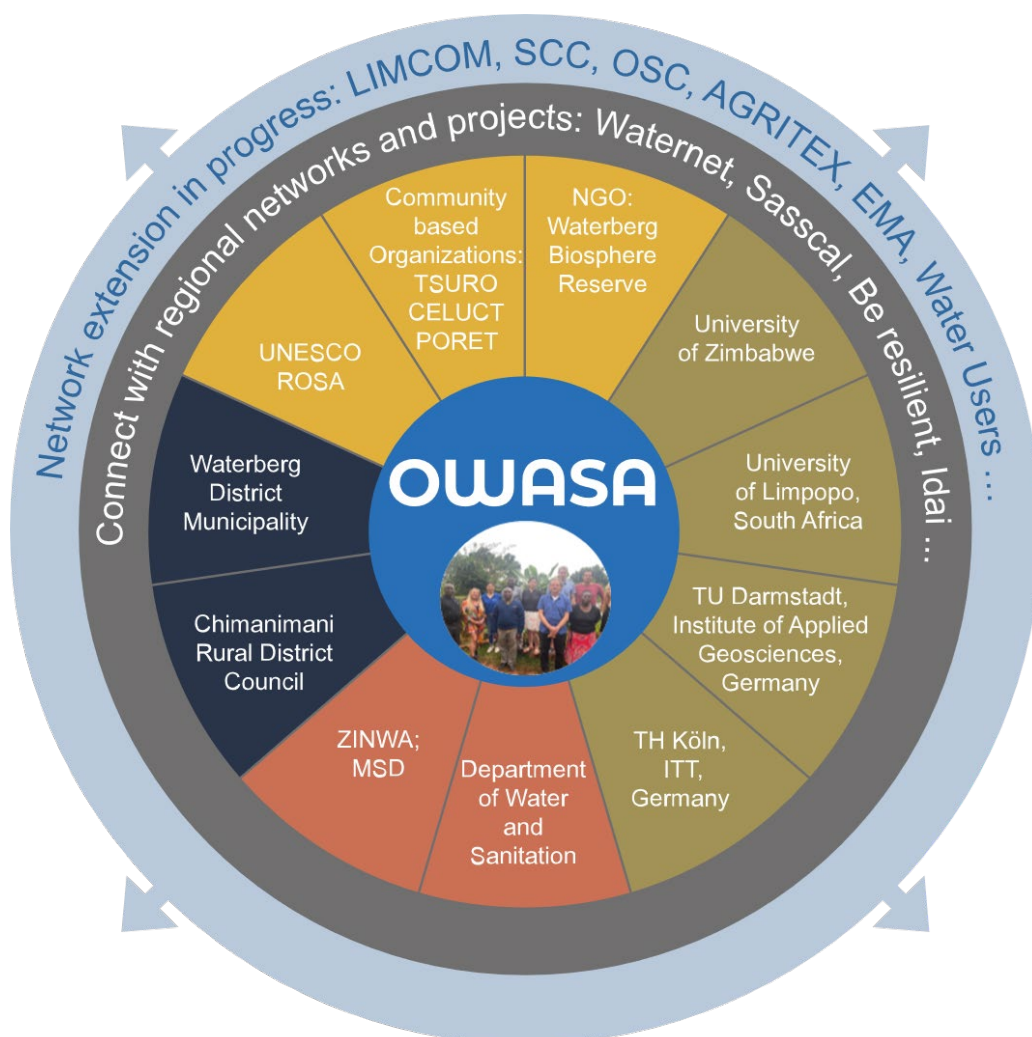 Network extension in progress: LIMCOM, SCC, OSC, AGRITEX, EMA, Water Users ...
Connect with regional networks and projects: Waternet, Sasscal, Be resilient, Idai ...
Community
based
Organizations:
TSURO
CELUCT
PORET
NGO:
Waterberg
Biosphere
Reserve
University
of Zimbabwe
University
of Limpopo,
South Africa
TU Darmstadt,
Institute of Applied
Geosciences,
Germany
TH Köln,
ITT,
Germany
Department
of Water
and
Sanitation
ZINWA;
MSD
Chimanimani
Rural District
Council
Waterberg
District
Municipality
UNESCO
ROSA
OWASA